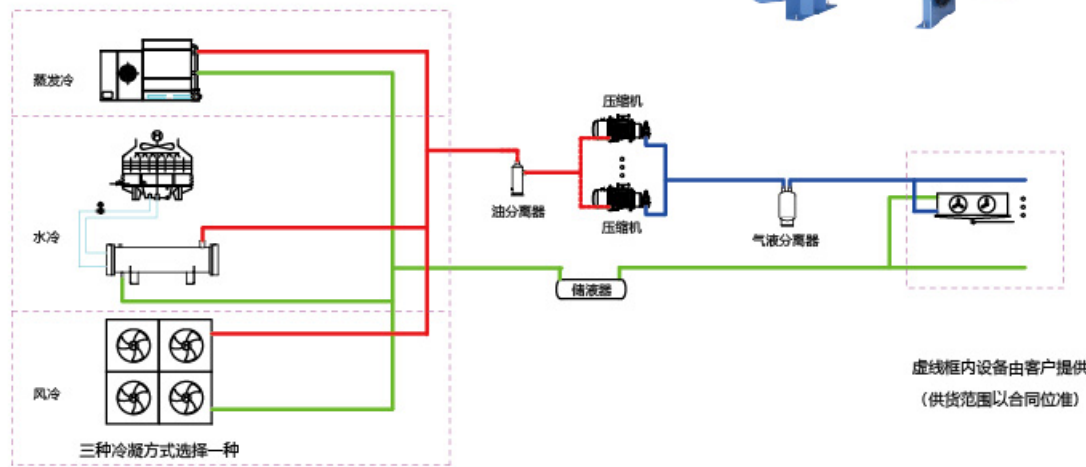 蒸发冷
压缩机
油分离器
压缩机
气液分离器
水冷
储液器
虚线框内设备由客户提供
风冷
（供货范围以合同位准）
三种冷凝方式选择一种